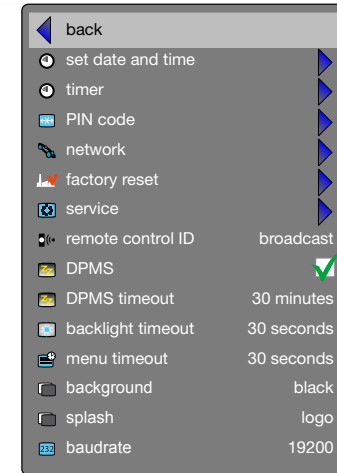 back
set date and time
timer
PIN code
network
factory reset
service
remote control ID broadcast
DPMS
DPMS timeout 30 minutes
backlight timeout 30 seconds
menu timeout 30 seconds
background black
splash logo
232 baudrate 19200